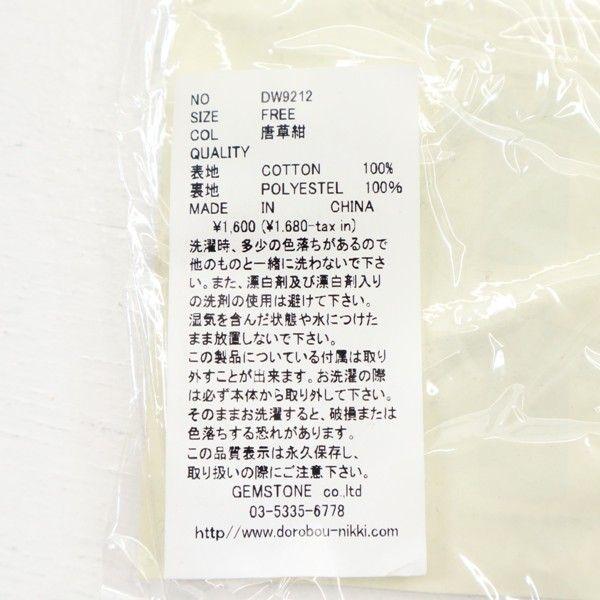 NO DW9212
SIZE FREE
COL 唐草紺
QUALITY
表地 COTTON 100%
裏地 POLYESTEL 100%
MADE IN CHINA
¥1,600 (¥1,680-tax in)
洗濯時、多少の色落ちがあるので
他のものと一緒に洗わないで下さ
い。また、漂白剤及び漂白剤入り
の洗剤の使用は避けて下さい。
湿気を含んだ状態や水につけた
まま放置しないで下さい。
この製品についている付属は取り
外すことが出来ます。お洗濯の際
は必ず本体から取り外して下さい。
そのままお洗濯すると、破損または
色落ちする恐れがあります。
この品質表示は永久保存し、
取り扱いの際にご注意下さい。
GEMSTONE co.,ltd
03-5335-6778
http://www.dorobou-nikki.com